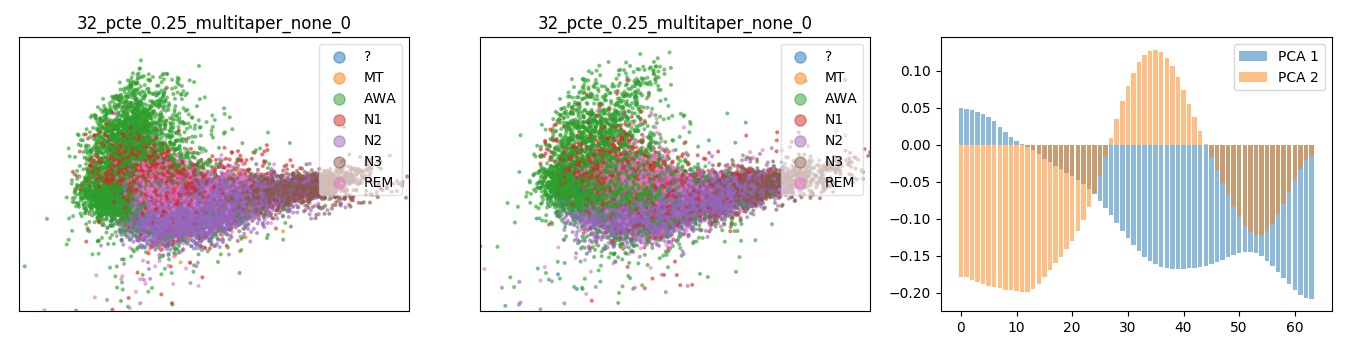 32_pcte_0.25_multitaper_none_0
?
MT
AWA
N1
N2
N3
REM
32_pcte_0.25_multitaper_none_0
?
MT
AWA
N1
N2
N3
REM
PCA 1
PCA 2
0.10
0.05
0.00
−0.05
−0.10
−0.15
−0.20
0 10 20 30 40 50 60